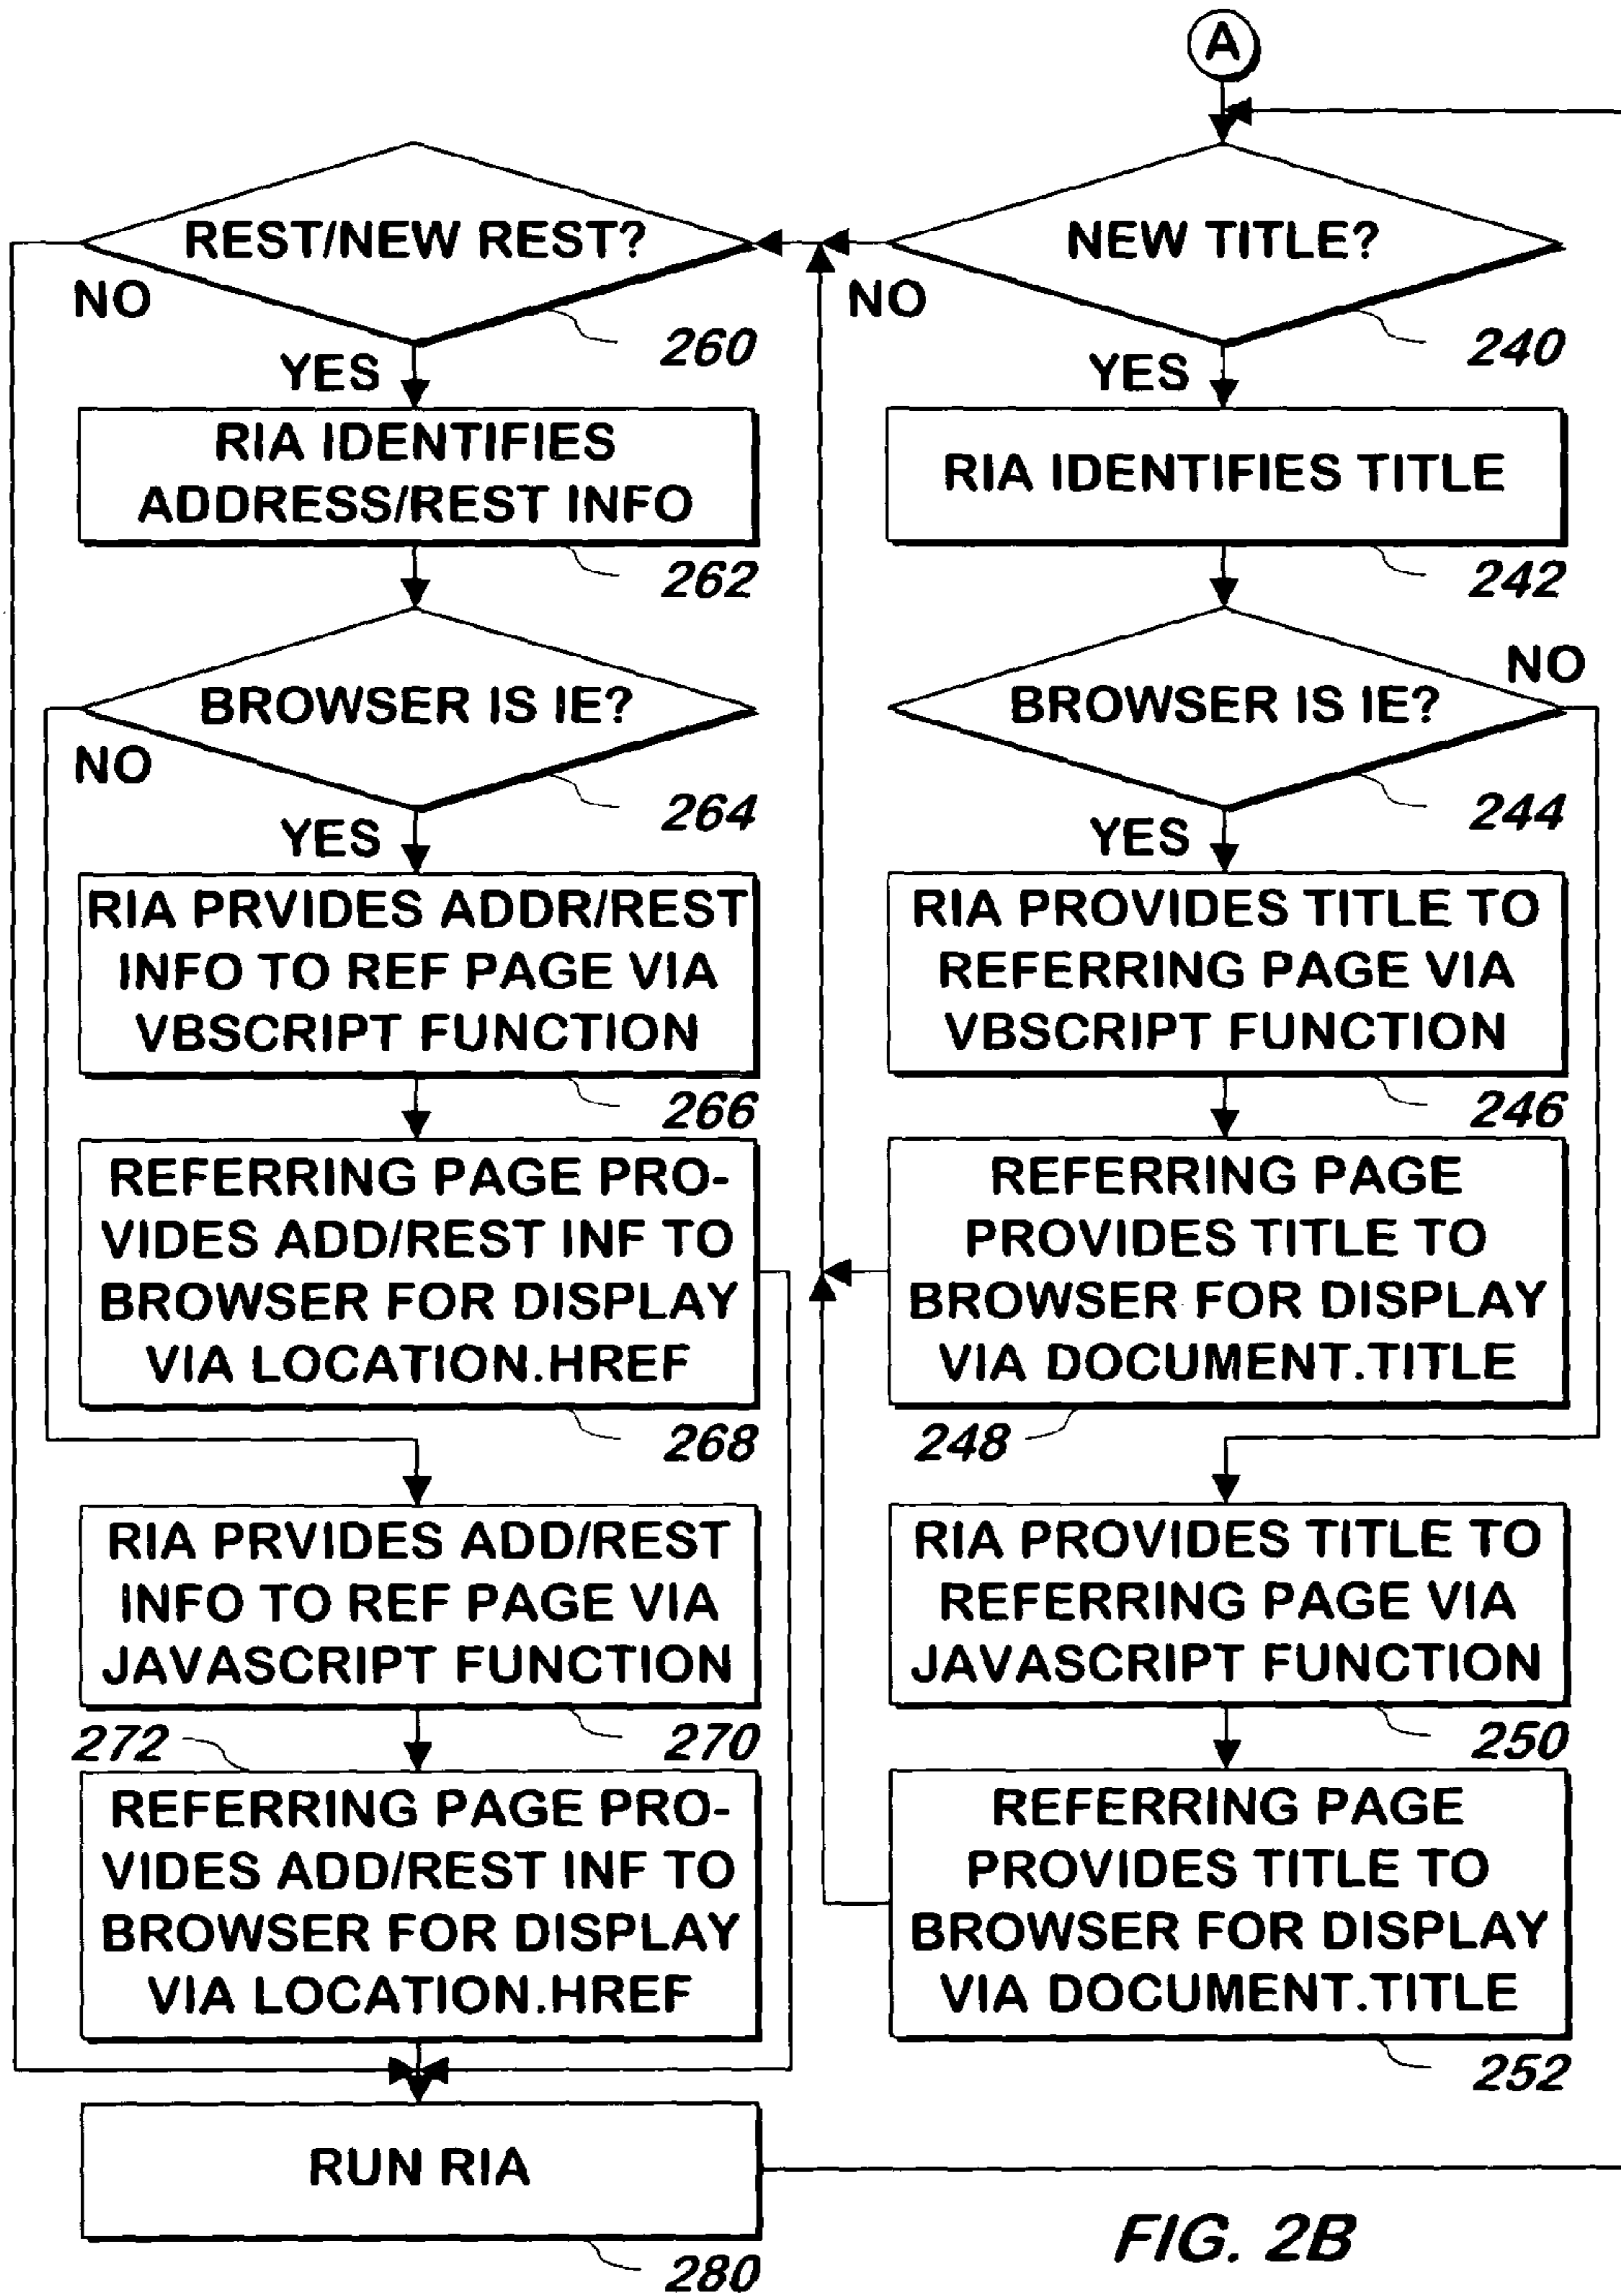 A
NEW TITLE?
NO
240
YES
RIA IDENTIFIES TITLE
242
NO
BROWSER IS IE?
244
YES
RIA PROVIDES TITLE TO
REFERRING PAGE VIA
VBSCRIPT FUNCTION
246
REFERRING PAGE
PROVIDES TITLE TO
BROWSER FOR DISPLAY
VIA DOCUMENT.TITLE
248
RIA PROVIDES TITLE TO
REFERRING PAGE VIA
JAVASCRIPT FUNCTION
250
REFERRING PAGE
PROVIDES TITLE TO
BROWSER FOR DISPLAY
VIA DOCUMENT.TITLE
252
REST/NEW REST?
NO
260
YES
RIA IDENTIFIES
ADDRESS/REST INFO
262
BROWSER IS IE?
NO
264
YES
RIA PRVIDES ADDR/REST
INFO TO REF PAGE VIA
VBSCRIPT FUNCTION
266
REFERRING PAGE PRO-
VIDES ADD/REST INF TO
BROWSER FOR DISPLAY
VIA LOCATION.HREF
268
RIA PRVIDES ADD/REST
INFO TO REF PAGE VIA
JAVASCRIPT FUNCTION
270
272
REFERRING PAGE PRO-
VIDES ADD/REST INF TO
BROWSER FOR DISPLAY
VIA LOCATION.HREF
RUN RIA
280
FIG. 2B